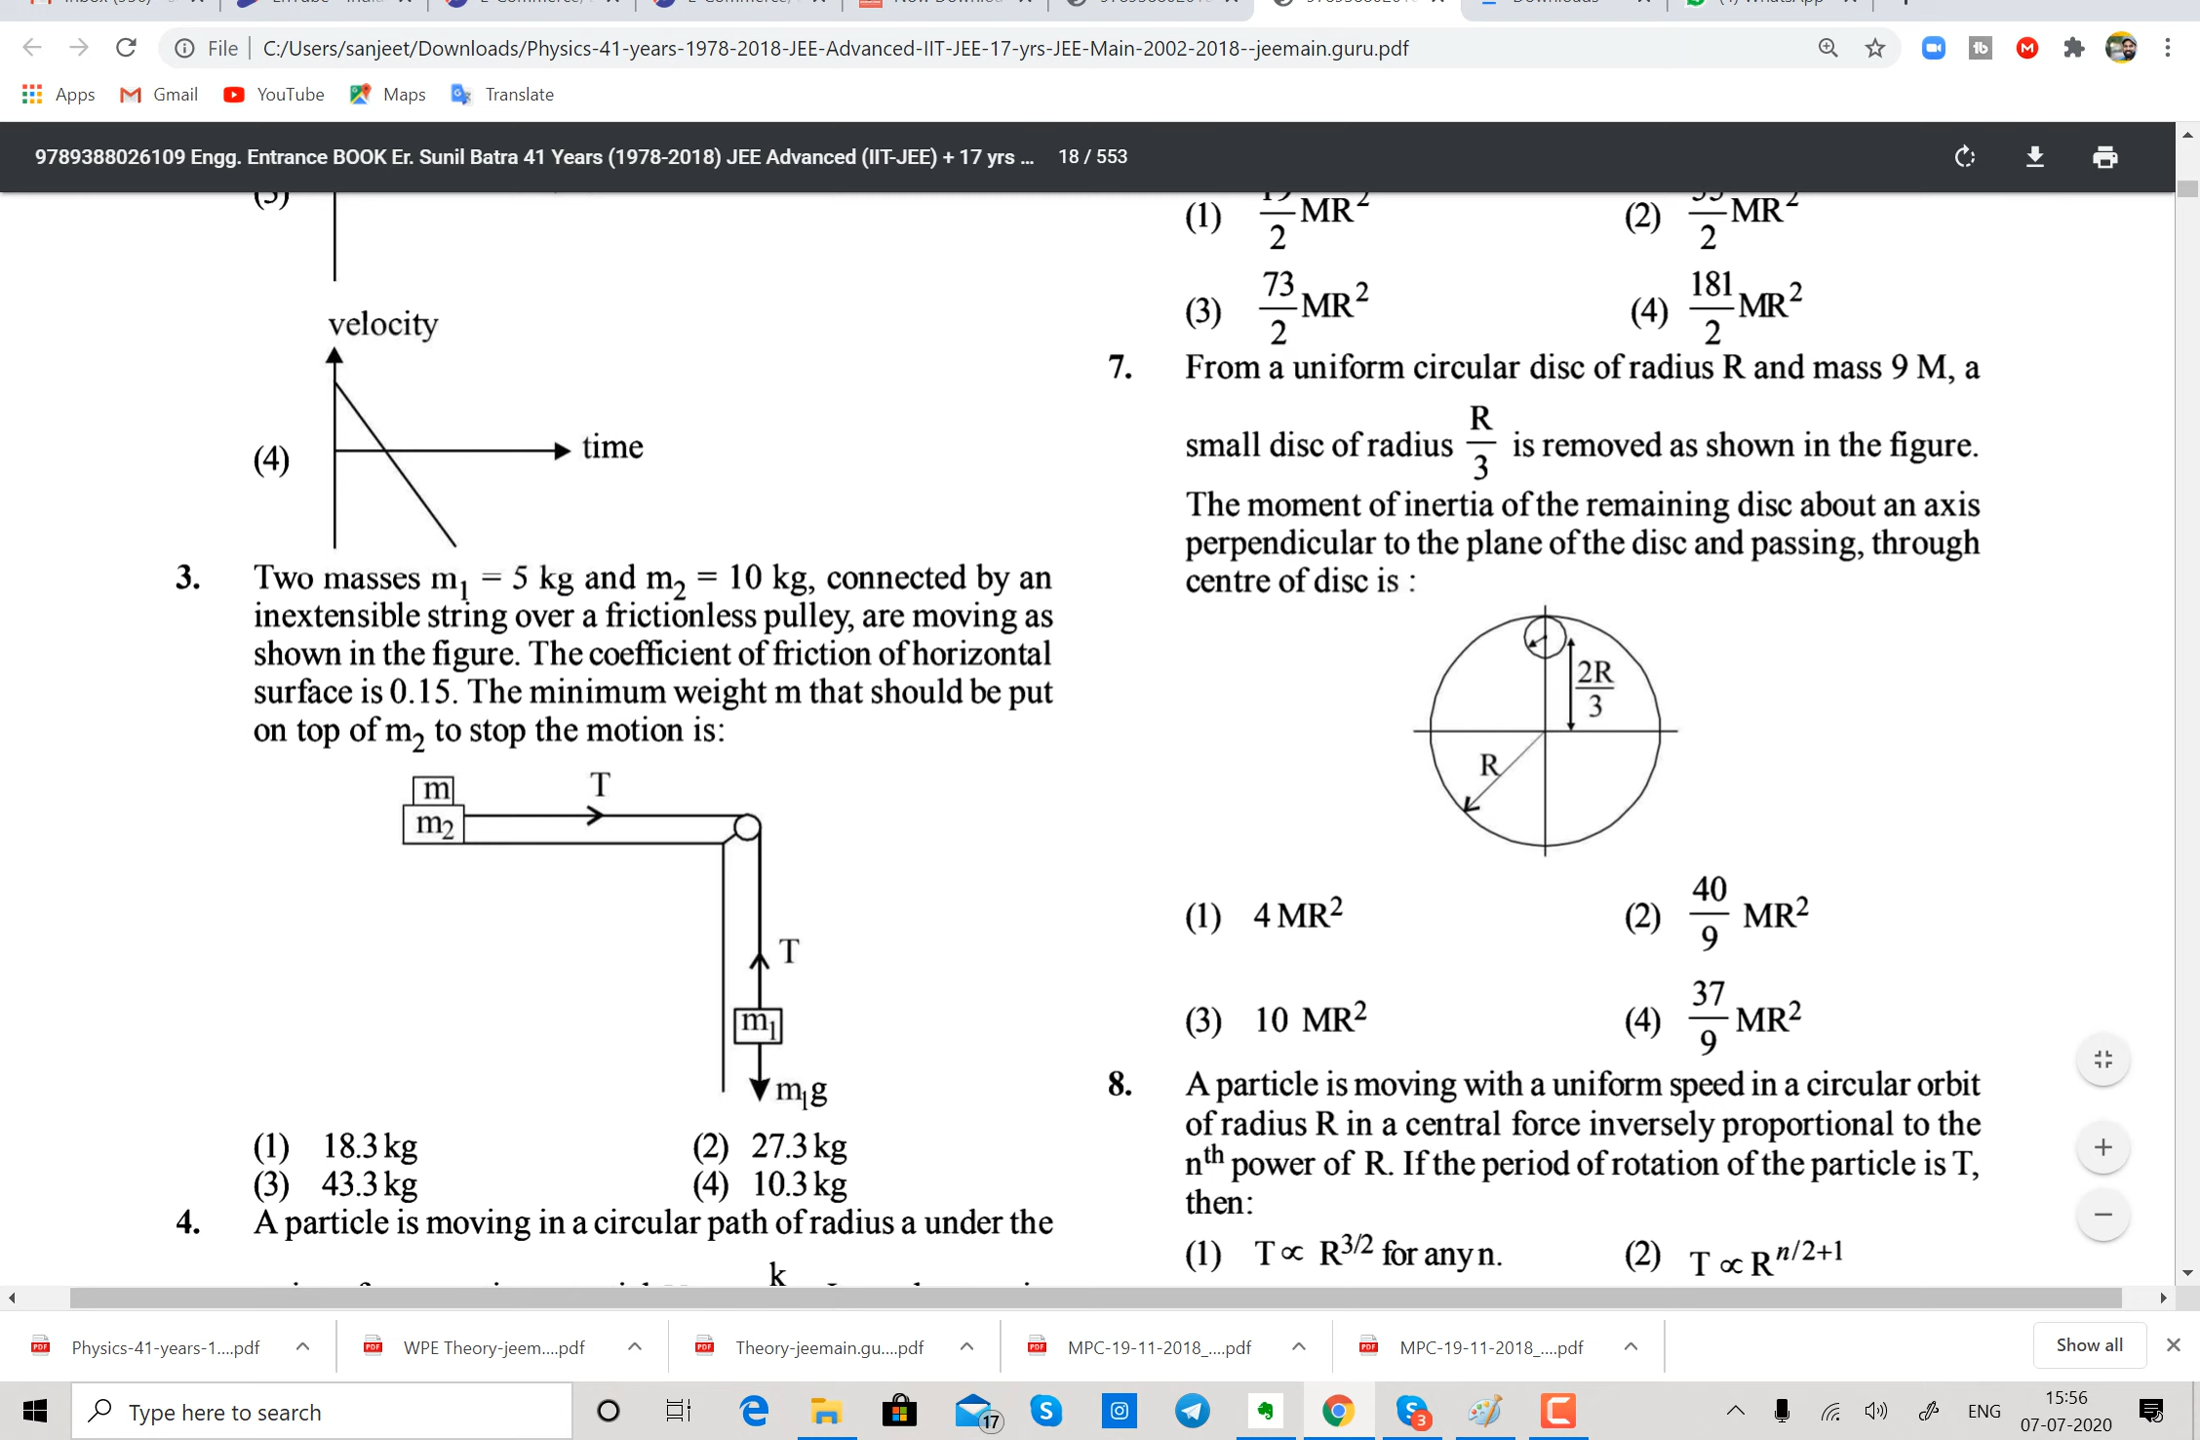 File
C:/Users/sanjeet/Downloads/Physics-41-years-1978-2018-JEE-Advanced-IIT-JEE-17-yrs-JEE-Main-2002-2018--jeemain.guru.pdf
Apps Gmail YouTube Maps Translate
9789388026109 Engg. Entrance BOOK Er. Sunil Batra 41 Years (1978-2018) JEE Advanced (IIT-JEE) + 17 yrs ... 18 / 553
(3)
velocity
(4) time
3. Two masses m₁ = 5 kg and m₂ = 10 kg, connected by an
inextensible string over a frictionless pulley, are moving as
shown in the figure. The coefficient of friction of horizontal
surface is 0.15. The minimum weight m that should be put
on top of m₂ to stop the motion is:
m
T
m₂
T
m₁
m₁g
(1) 18.3 kg (2) 27.3 kg
(3) 43.3 kg (4) 10.3 kg
4. A particle is moving in a circular path of radius a under the
k
(1) 19/2 MR² (2) 55/2 MR²
(3) 73/2 MR² (4) 181/2 MR²
7. From a uniform circular disc of radius R and mass 9 M, a
small disc of radius R/3 is removed as shown in the figure.
The moment of inertia of the remaining disc about an axis
perpendicular to the plane of the disc and passing, through
centre of disc is :
2R/3
R
(1) 4 MR² (2) 40/9 MR²
(3) 10 MR² (4) 37/9 MR²
8. A particle is moving with a uniform speed in a circular orbit
of radius R in a central force inversely proportional to the
nᵗʰ power of R. If the period of rotation of the particle is T,
then:
(1) T ∝ R^3/2 for any n. (2) T ∝ R^n/2+1
Physics-41-years-1....pdf WPE Theory-jeem....pdf Theory-jeemain.gu....pdf MPC-19-11-2018_....pdf MPC-19-11-2018_....pdf Show all
Type here to search
17
3
ENG
15:56
07-07-2020